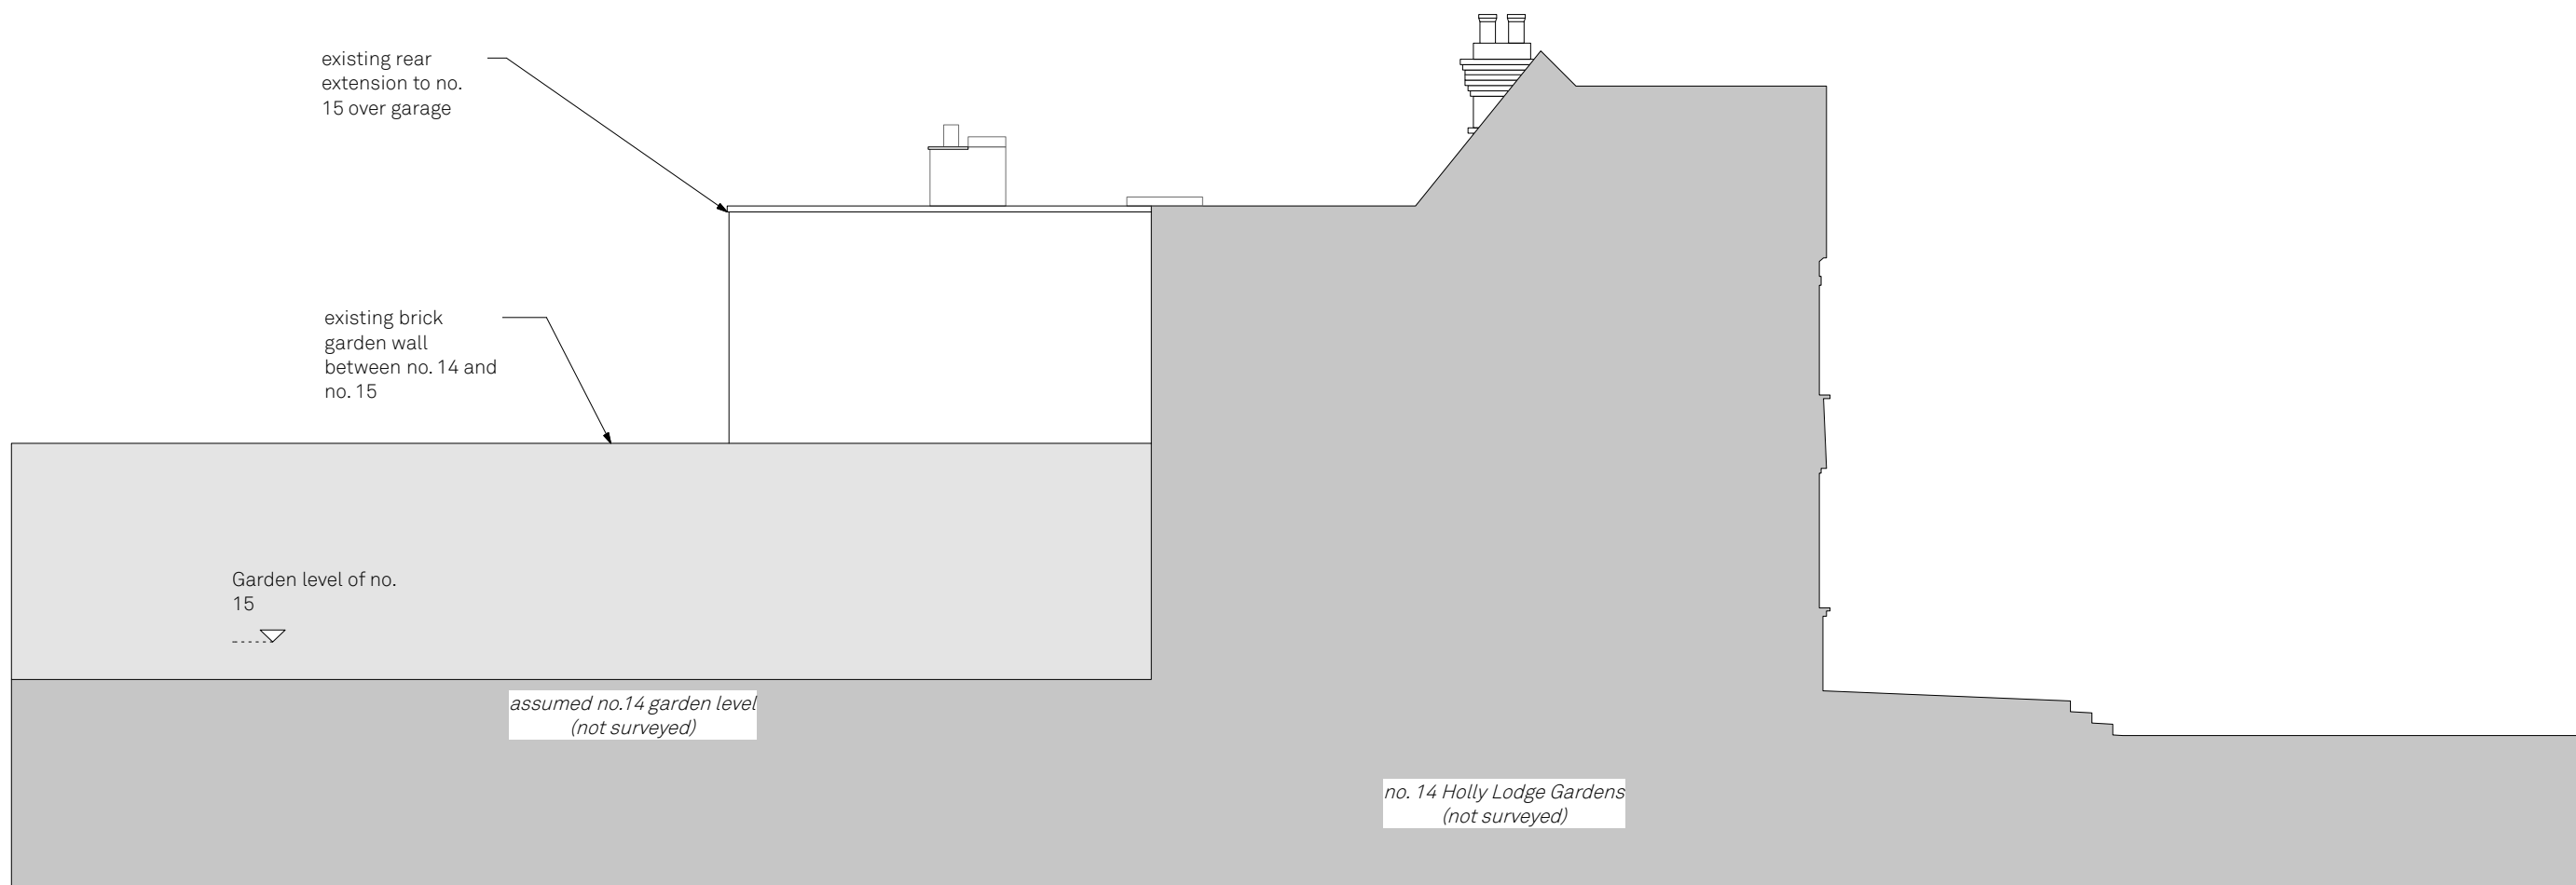 existing rear
extension to no.
15 over garage
existing brick
garden wall
between no. 14 and
no. 15
Garden level of no.
15
assumed no.14 garden level
(not surveyed)
no. 14 Holly Lodge Gardens
(not surveyed)